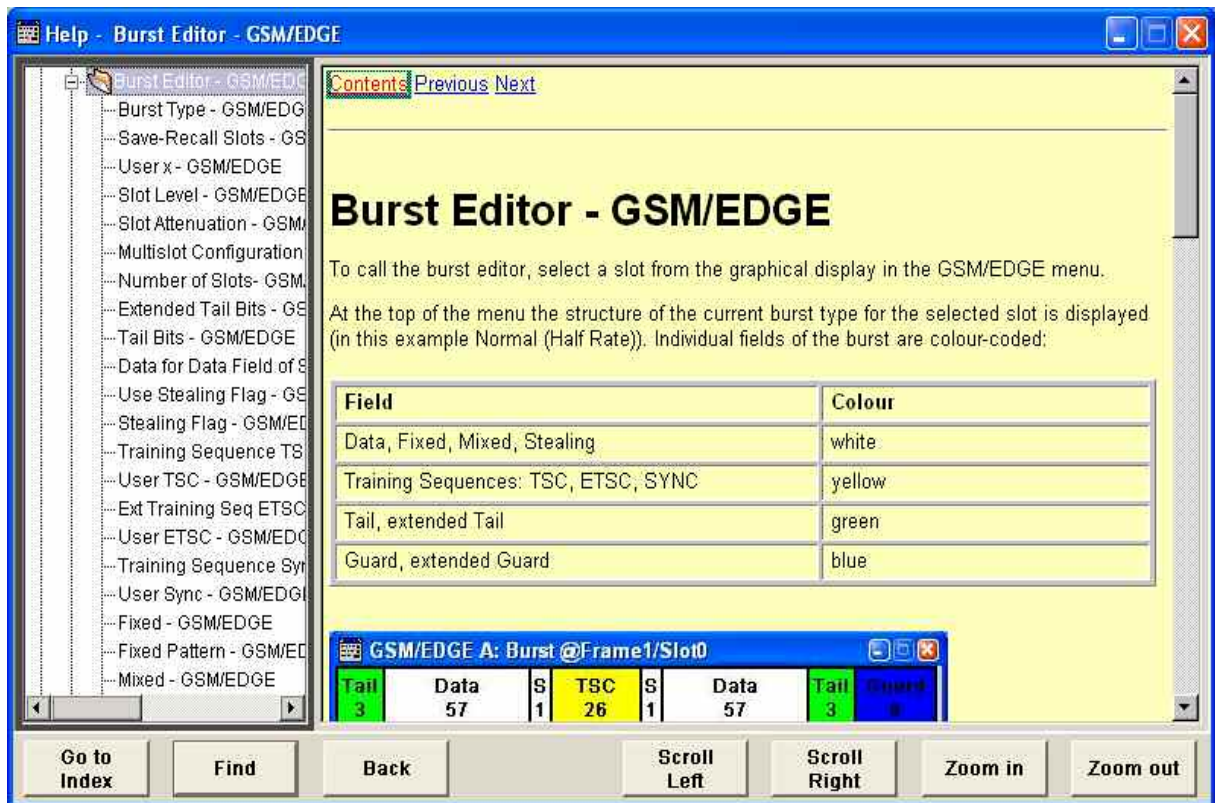 Help - Burst Editor - GSM/EDGE
Burst Editor - GSM/EDG
Burst Type - GSM/EDG
Save-Recall Slots - GS
User x - GSM/EDGE
Slot Level - GSM/EDGE
Slot Attenuation - GSM/
Multislot Configuration
Number of Slots- GSM.
Extended Tail Bits - GS
Tail Bits - GSM/EDGE
Data for Data Field of S
Use Stealing Flag - GS
Stealing Flag - GSM/ED
Training Sequence TS
User TSC - GSM/EDGE
Ext Training Seq ETSC
User ETSC - GSM/EDG
Training Sequence Syn
User Sync - GSM/EDGE
Fixed - GSM/EDGE
Fixed Pattern - GSM/ED
Mixed - GSM/EDGE
Contents Previous Next
Burst Editor - GSM/EDGE
To call the burst editor, select a slot from the graphical display in the GSM/EDGE menu.
At the top of the menu the structure of the current burst type for the selected slot is displayed
(in this example Normal (Half Rate)). Individual fields of the burst are colour-coded:
Field Colour
Data, Fixed, Mixed, Stealing white
Training Sequences: TSC, ETSC, SYNC yellow
Tail, extended Tail green
Guard, extended Guard blue
GSM/EDGE A: Burst @Frame1/Slot0
Tail Data S TSC S Data Tail Guard
3 57 1 26 1 57 3
Go to Index
Find
Back
Scroll Left
Scroll Right
Zoom in
Zoom out